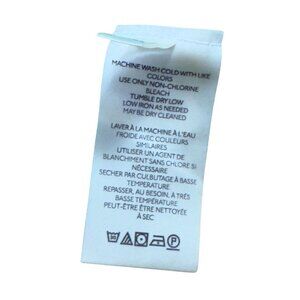 MACHINE WASH COLD WITH LIKE
COLORS
USE ONLY NON-CHLORINE
BLEACH
TUMBLE DRY LOW
LOW IRON AS NEEDED
MAY BE DRY CLEANED
LAVER À LA MACHINE À L'EAU
FROIDE AVEC COULEURS
SIMILAIRES
UTILISER UN AGENT DE
BLANCHIMENT SANS CHLORE SI
NÉCESSAIRE
SECHER PAR CULBUTAGE À BASSE
TEMPERATURE
REPASSER, AU BESOIN, À TRÈS
BASSE TEMPÉRATURE
PEUT-ÊTRE ÊTRE NETTOYÉE
À SEC